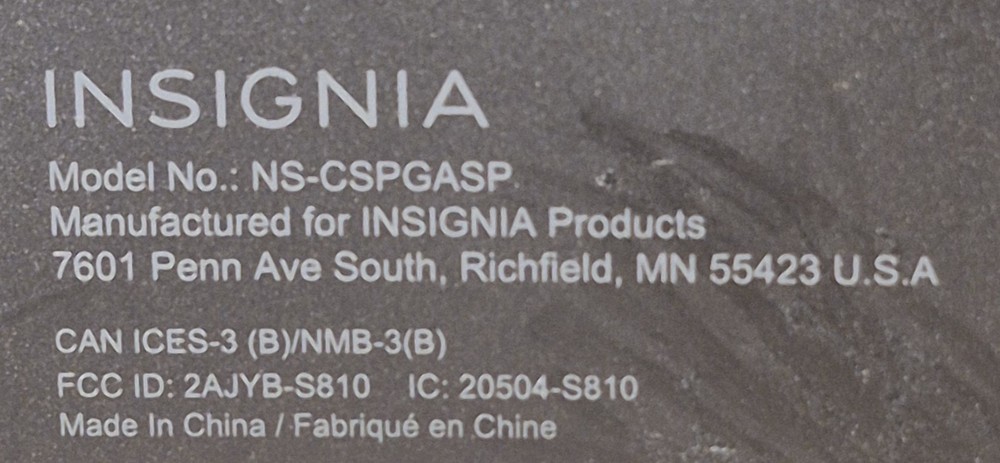 INSIGNIA
Model No.: NS-CSPGASP
Manufactured for INSIGNIA Products
7601 Penn Ave South, Richfield, MN 55423 U.S.A
CAN ICES-3 (B)/NMB-3(B)
FCC ID: 2AJYB-S810 IC: 20504-S810
Made In China / Fabriqué en Chine